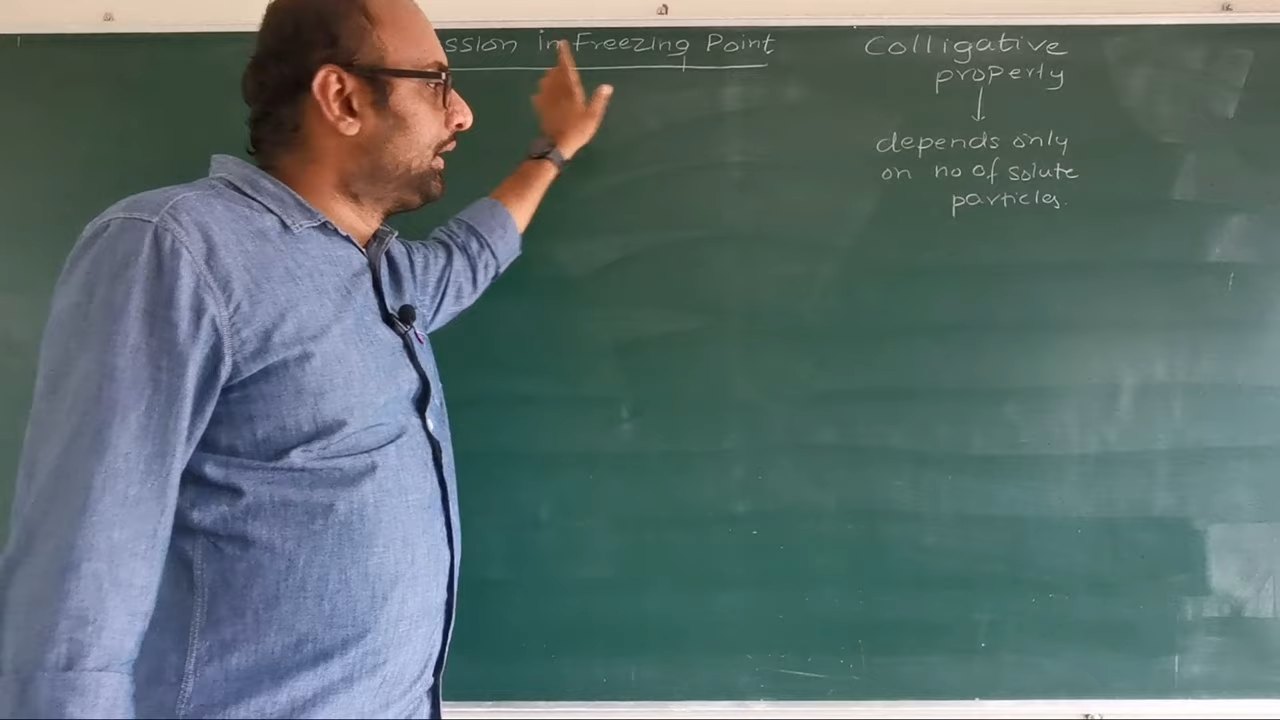 ssion in Freezing Point
Colligative
property
depends only
on no of solute
particles.